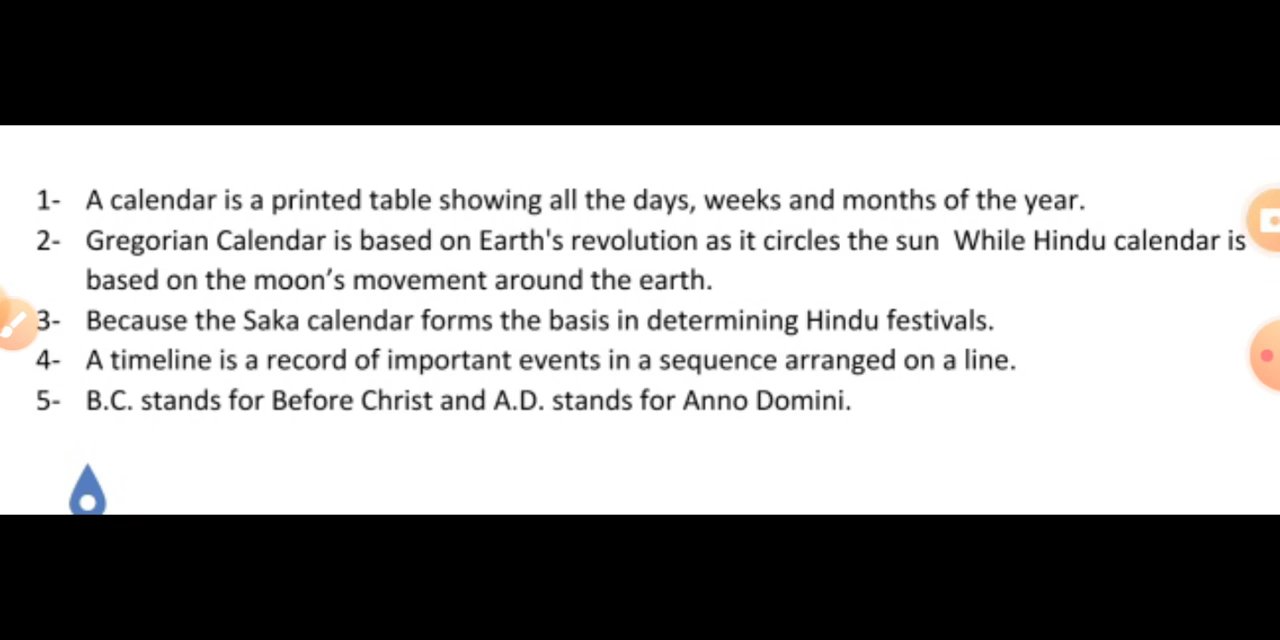 1- A calendar is a printed table showing all the days, weeks and months of the year.
2- Gregorian Calendar is based on Earth's revolution as it circles the sun  While Hindu calendar is
based on the moon’s movement around the earth.
3- Because the Saka calendar forms the basis in determining Hindu festivals.
4- A timeline is a record of important events in a sequence arranged on a line.
5- B.C. stands for Before Christ and A.D. stands for Anno Domini.